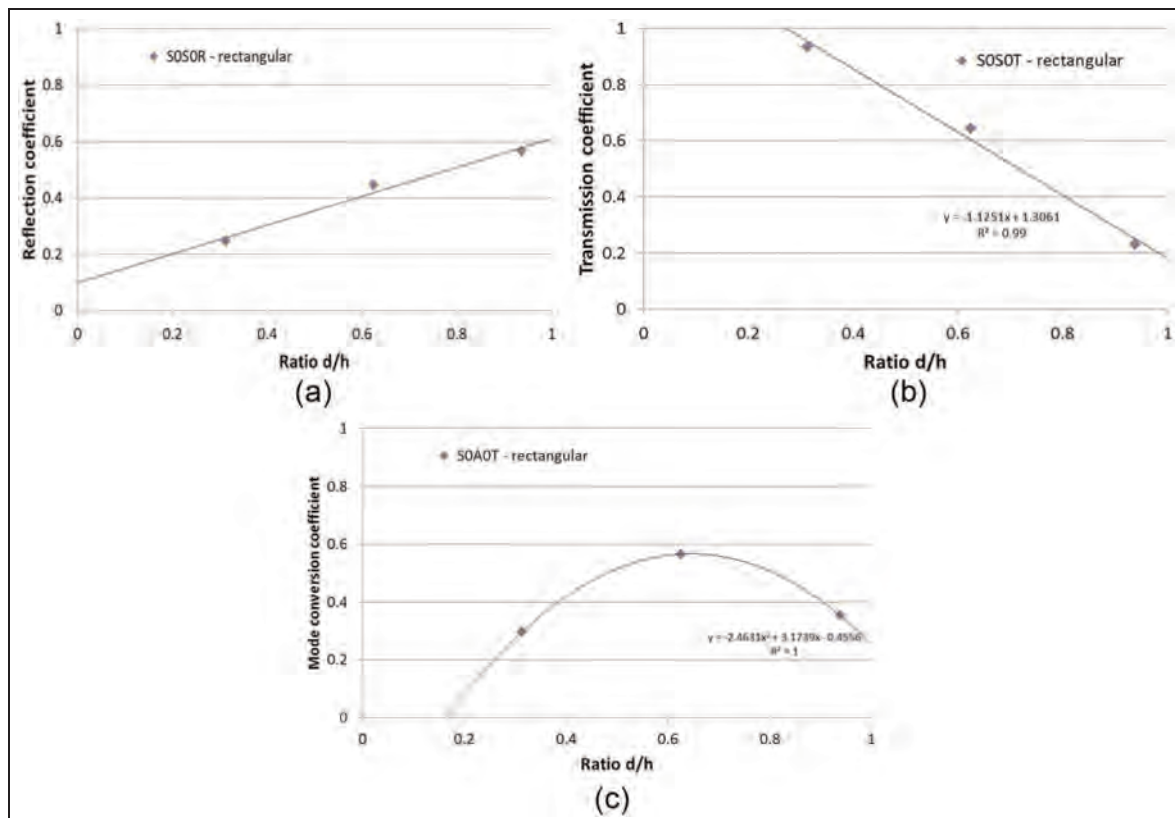 1
0.8
0.6
0.4
0.2
0
Reflection coefficient
S0S0R - rectangular
0 0.2 0.4 0.6 0.8 1
Ratio d/h
(a)
1
0.8
0.6
0.4
0.2
0
Transmission coefficient
S0S0T - rectangular
y = -1.1251x + 1.3061
R² = 0.99
0 0.2 0.4 0.6 0.8 1
Ratio d/h
(b)
1
0.8
0.6
0.4
0.2
0
Mode conversion coefficient
S0A0T - rectangular
y = -2.4631x² + 3.1739x - 0.4556
R² = 1
0 0.2 0.4 0.6 0.8 1
Ratio d/h
(c)